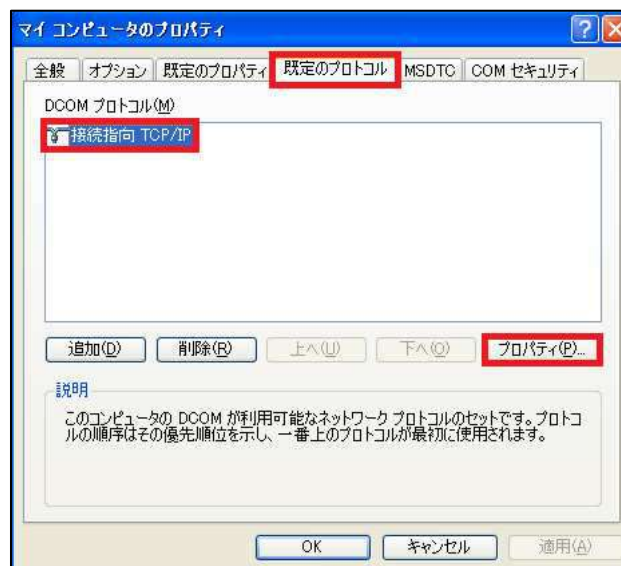 マイ コンピュータのプロパティ
全般 オプション 既定のプロパティ 既定のプロトコル MSDTC COM セキュリティ
DCOM プロトコル(M)
接続指向 TCP/IP
追加(D) 削除(R) 上へ(U) 下へ(O) プロパティ(P)...
説明
このコンピュータの DCOM が利用可能なネットワーク プロトコルのセットです。プロトコ
ルの順序はその優先順位を示し、一番上のプロトコルが最初に使用されます。
OK キャンセル 適用(A)